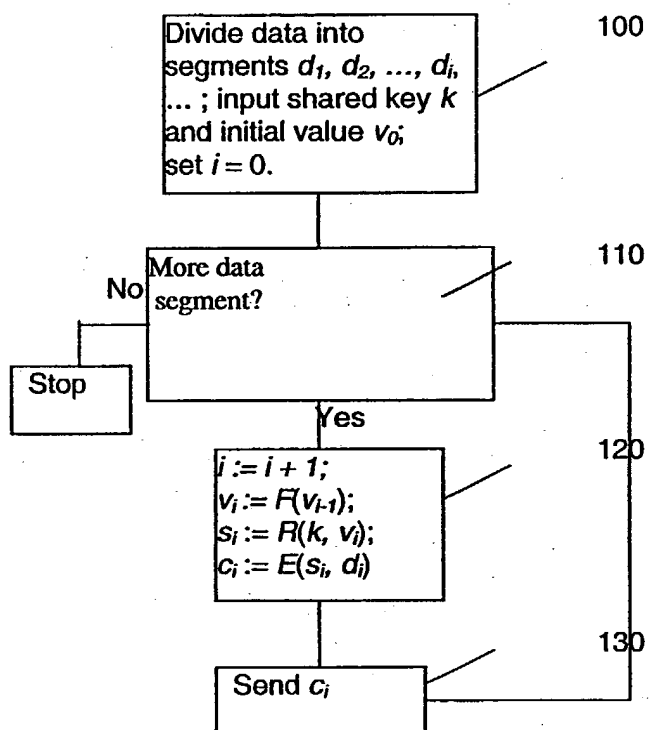 Divide data into
segments d1, d2, ..., di,
... ; input shared key k
and initial value v0;
set i = 0.
100
More data
segment?
110
No
Stop
Yes
i := i + 1;
vi := F(vi-1);
si := R(k, vi);
ci := E(si, di)
120
Send ci
130